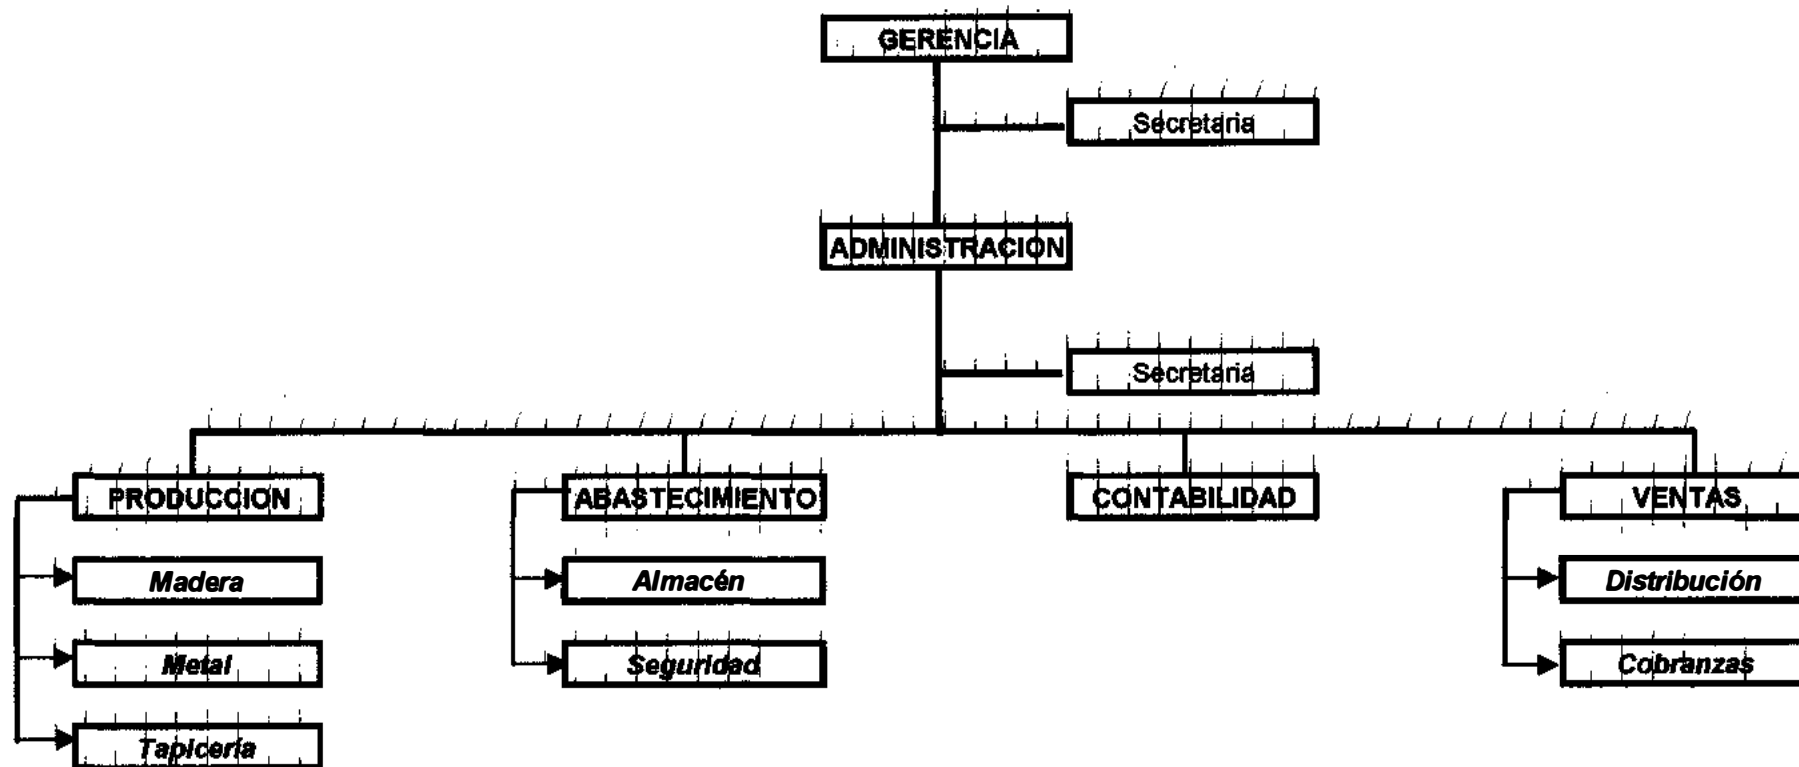 GERENCIA
Secretaria
ADMINISTRACION
Secretaria
PRODUCCION
ABASTECIMIENTO
CONTABILIDAD
VENTAS
Madera
Almacén
Distribución
Metal
Seguridad
Cobranzas
Tapicería